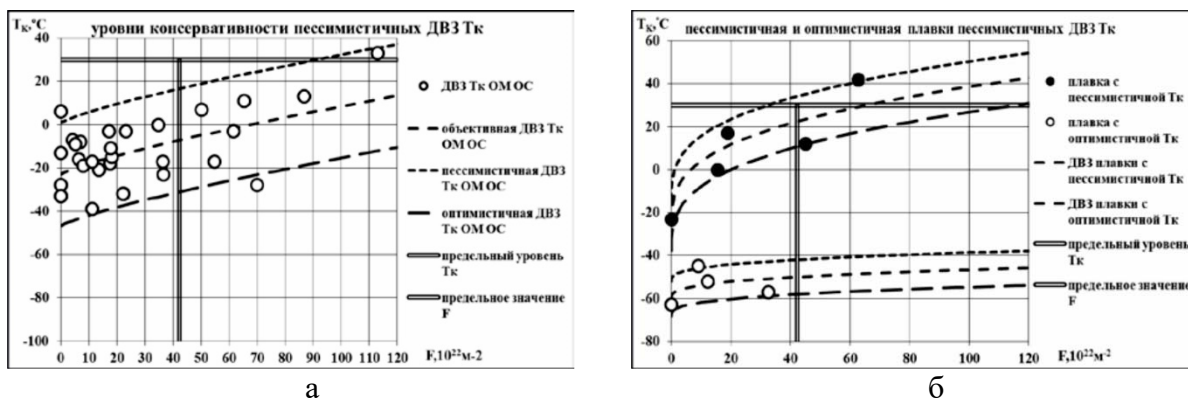 Тк,°С уровни консервативности пессимистичных ДВЗ Тк
40
20
0
-20
-40
-60
-80
-100
0 10 20 30 40 50 60 70 80 90 100 110 120
F,10²²м-2
ДВЗ Тк ОМ ОС
объективная ДВЗ Тк
ОМ ОС
пессимистичная ДВЗ
Тк ОМ ОС
оптимистичная ДВЗ
Тк ОМ ОС
предельный уровень
Тк
предельное значение
F
а
Тк,°С пессимистичная и оптимистичная плавки пессимистичных ДВЗ Тк
60
40
20
0
-20
-40
-60
-80
0 20 40 60 80 100 120
F,10²²м⁻²
плавка с
пессимистичной Тк
плавка с
оптимистичной Тк
ДВЗ плавки с
пессимистичной Тк
ДВЗ плавки с
оптимистичной Тк
предельный уровень
Тк
предельное значение
F
б